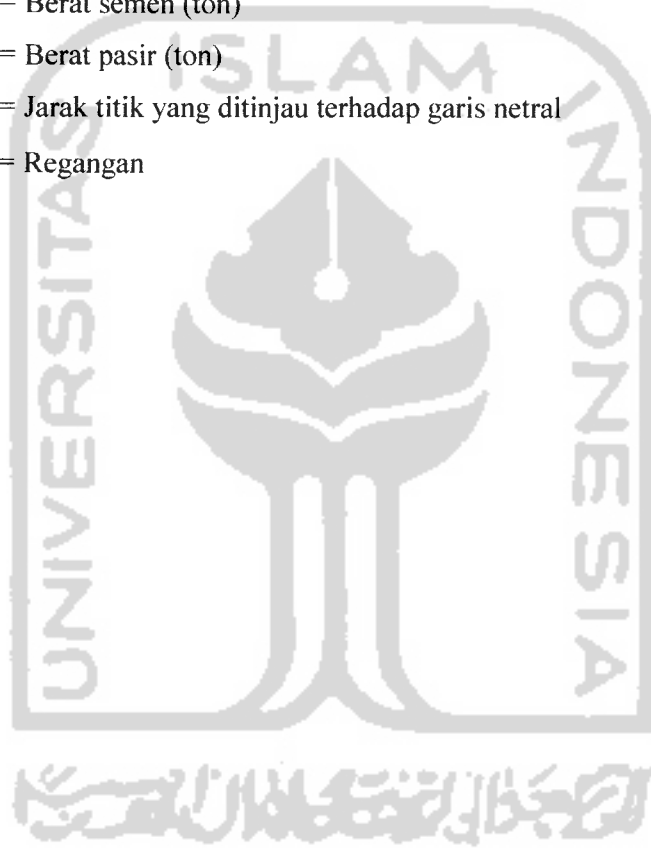 = Berat semen (ton)
= Berat pasir (ton)
= Jarak titik yang ditinjau terhadap garis netral
= Regangan
UNIVERSITAS
ISLAM
INDONESIA